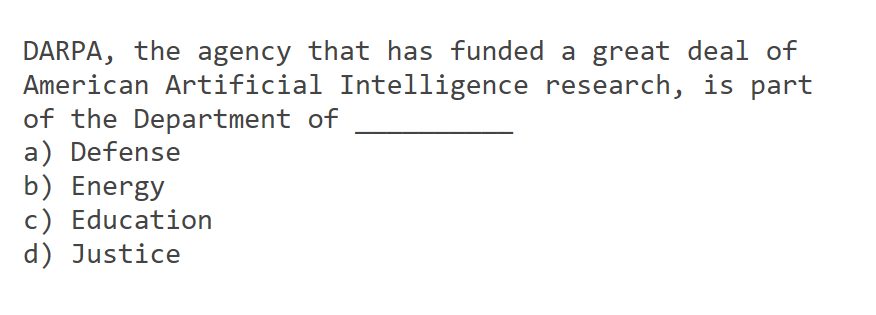 DARPA, the agency that has funded a great deal of
American Artificial Intelligence research, is part
of the Department of __________
a) Defense
b) Energy
c) Education
d) Justice